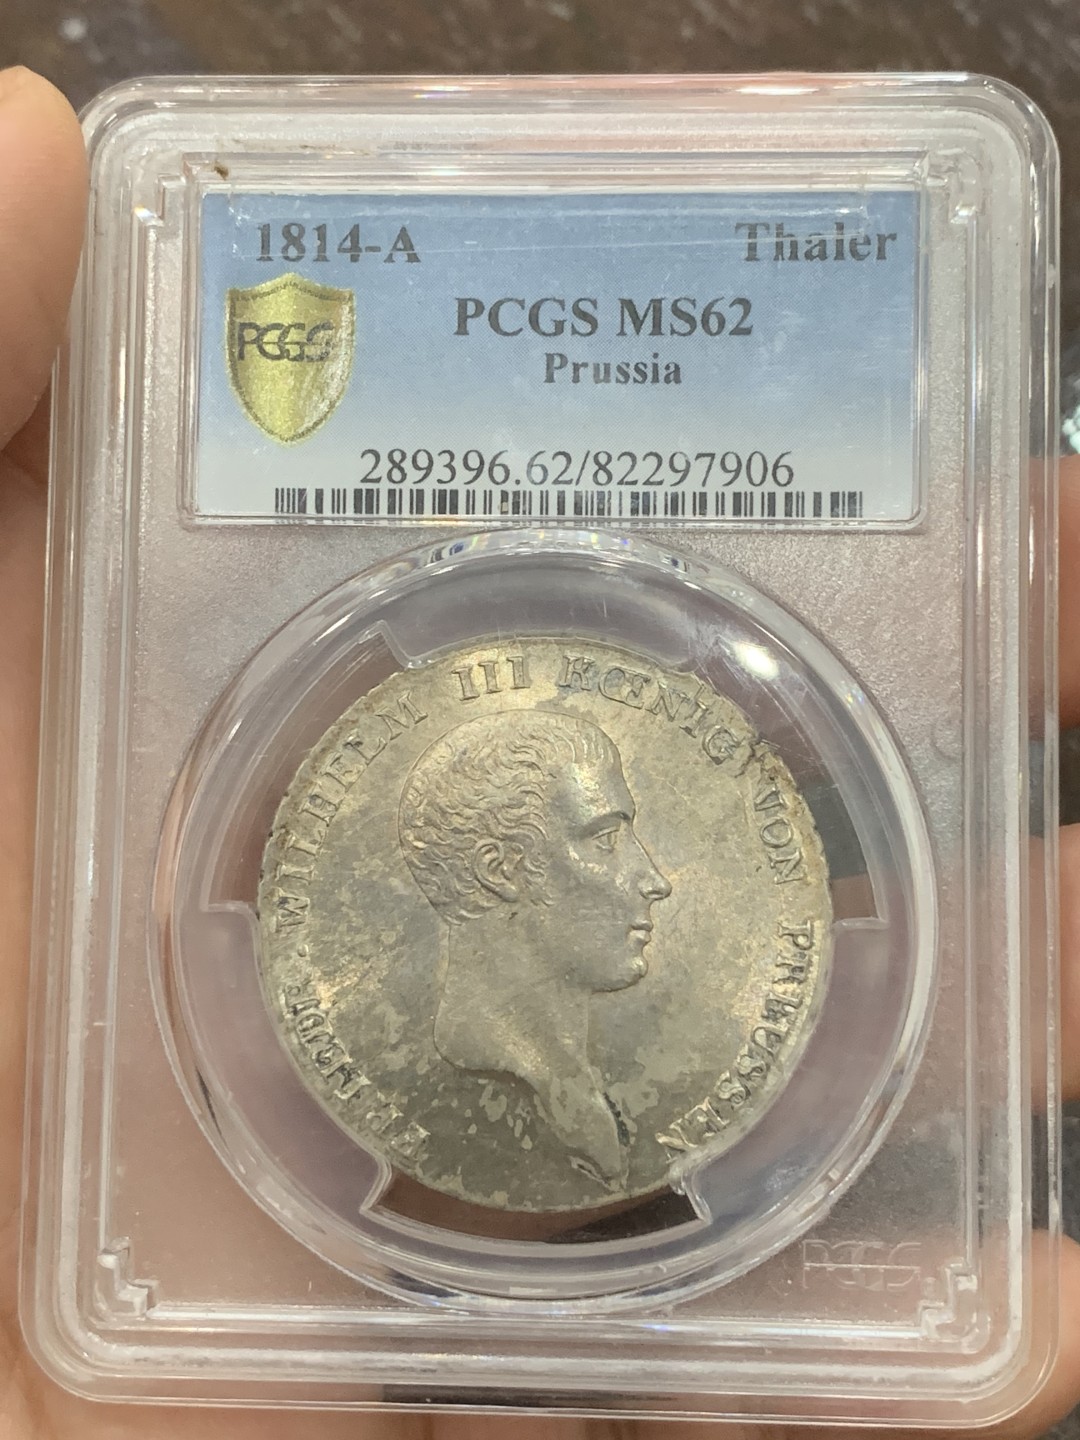 1814-A Thaler
PCGS MS62
Prussia
PCGS
289396.62/82297906
FRIEDR. WILHELM III KŒNIG VON PREUSSEN
PCGS